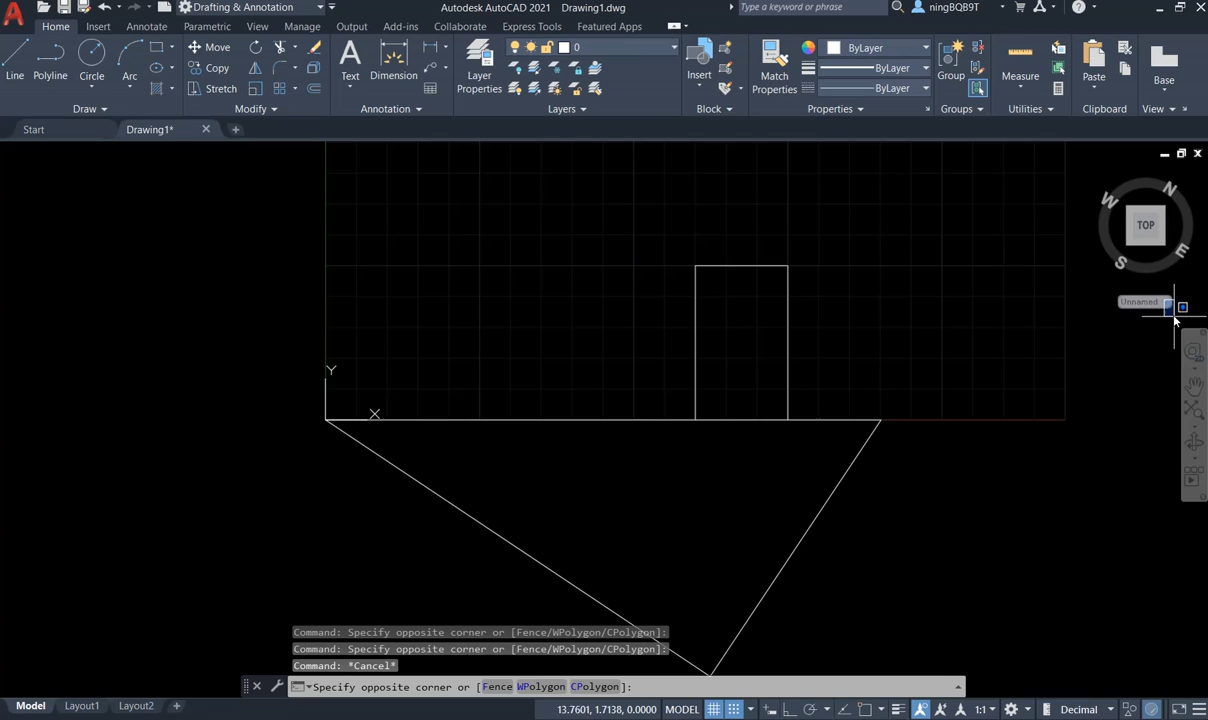 A
Drafting & Annotation
Autodesk AutoCAD 2021 Drawing1.dwg
Type a keyword or phrase
ningBQB9T
Home Insert Annotate Parametric View Manage Output Add-ins Collaborate Express Tools Featured Apps
Line Polyline Circle Arc
Move
Copy
Stretch
Text Dimension
Layer Properties
0
Insert
Match Properties
ByLayer
ByLayer
ByLayer
Group
Measure
Paste
Base
Draw Modify Annotation Layers Block Properties Groups Utilities Clipboard View
Start Drawing1*
N
W
TOP
E
S
Unnamed
Y
X
Command: Specify opposite corner or [Fence/WPolygon/CPolygon]:
Command: Specify opposite corner or [Fence/WPolygon/CPolygon]:
Command: *Cancel*
Specify opposite corner or [Fence WPolygon CPolygon]:
Model Layout1 Layout2
13.7601, 1.7138, 0.0000 MODEL 1:1 Decimal